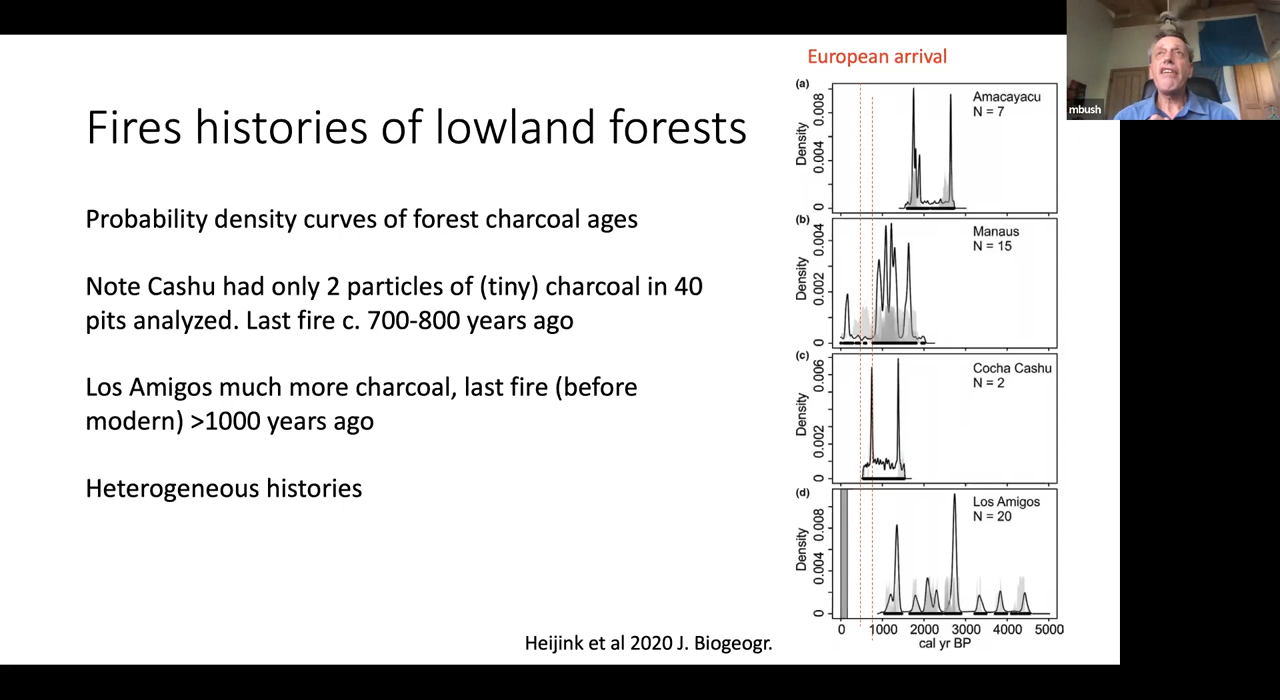 Fires histories of lowland forests
Probability density curves of forest charcoal ages
Note Cashu had only 2 particles of (tiny) charcoal in 40
pits analyzed. Last fire c. 700-800 years ago
Los Amigos much more charcoal, last fire (before
modern) >1000 years ago
Heterogeneous histories
Heijink et al 2020 J. Biogeogr.
European arrival
(a)
Amacayacu
N = 7
Density
0.008
0.004
0
(b)
Manaus
N = 15
Density
0.004
0.002
0
(c)
Cocha Cashu
N = 2
Density
0.006
0.002
0
(d)
Los Amigos
N = 20
Density
0.008
0.004
0
0 1000 2000 3000 4000 5000
cal yr BP
mbush